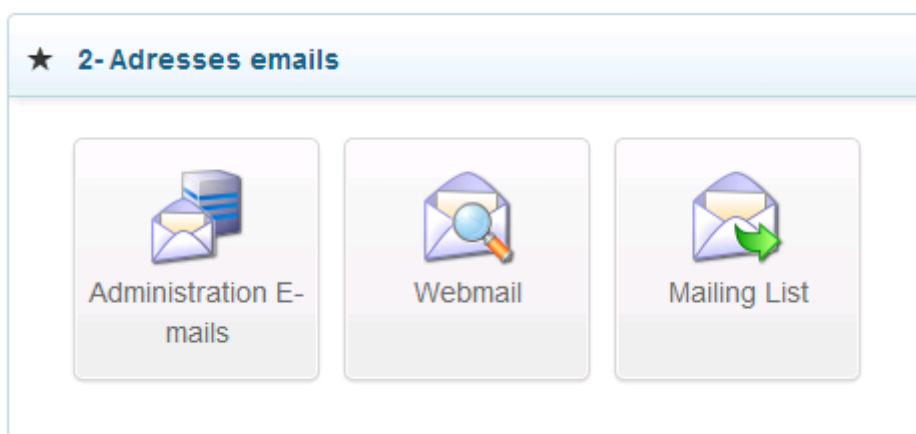 ★ 2- Adresses emails
Administration E-
mails
Webmail
Mailing List